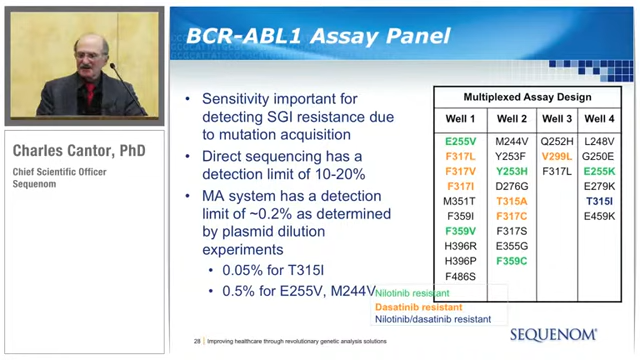 BCR-ABL1 Assay Panel
Charles Cantor, PhD
Chief Scientific Officer
Sequenom
• Sensitivity important for
detecting SGI resistance due
to mutation acquisition
• Direct sequencing has a
detection limit of 10-20%
• MA system has a detection
limit of ~0.2% as determined
by plasmid dilution
experiments
• 0.05% for T315I
• 0.5% for E255V, M244V
Multiplexed Assay Design
Well 1 Well 2 Well 3 Well 4
E255V M244V Q252H L248V
F317L Y253F V299L G250E
F317V Y253H F317L E255K
F317I D276G E279K
M351T T315A T315I
F359I F317C E459K
F359V F317S
H396R E355G
H396P F359C
F486S
Nilotinib resistant
Dasatinib resistant
Nilotinib/dasatinib resistant
28 | Improving healthcare through revolutionary genetic analysis solutions
SEQUENOM